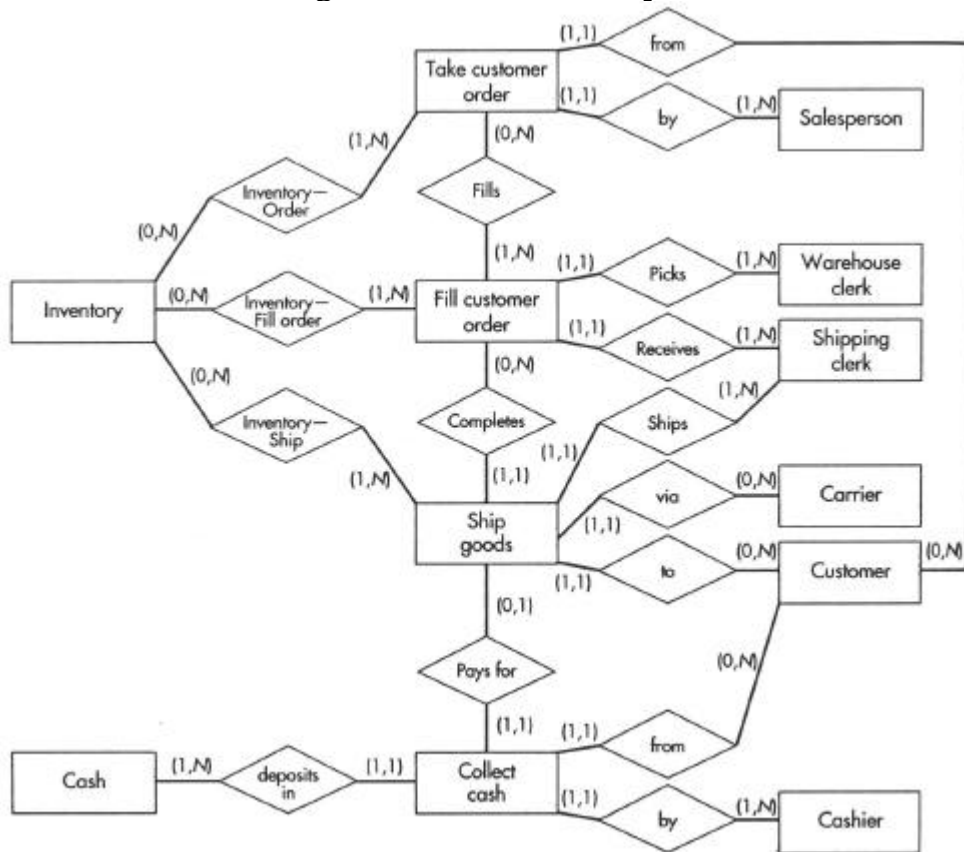 (1,1)
from
Take customer
order
(1,1)
by
(1,N)
Salesperson
(0,N)
(1,N)
Inventory—
Order
Fills
(0,N)
(1,N)
(1,1)
Picks
(1,N)
Warehouse
clerk
Inventory
(0,N)
Inventory—
Fill order
(1,N)
Fill customer
order
(1,1)
Receives
(1,N)
Shipping
clerk
(0,N)
(0,N)
(1,N)
Inventory—
Ship
Completes
Ships
(1,1)
(1,N)
(1,1)
via
(0,N)
Carrier
Ship
goods
(1,1)
(1,1)
to
(0,N)
Customer
(0,N)
(0,1)
Pays for
(0,N)
(1,1)
(1,1)
from
Cash
(1,N)
deposits
in
(1,1)
Collect
cash
(1,1)
by
(1,N)
Cashier